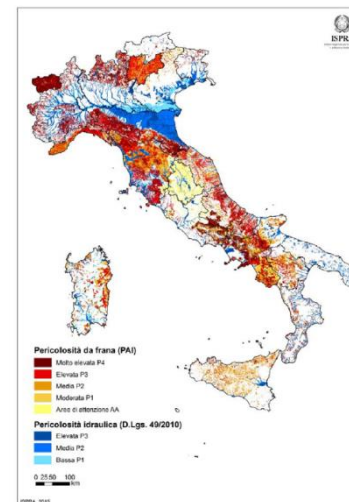 ISPRA
Pericolosità da frana (PAI)
Molto elevata P4
Elevata P3
Media P2
Moderata P1
Aree di attenzione AA
Pericolosità idraulica (D.Lgs. 49/2010)
Elevata P3
Media P2
Bassa P1
0 25 50 100
km